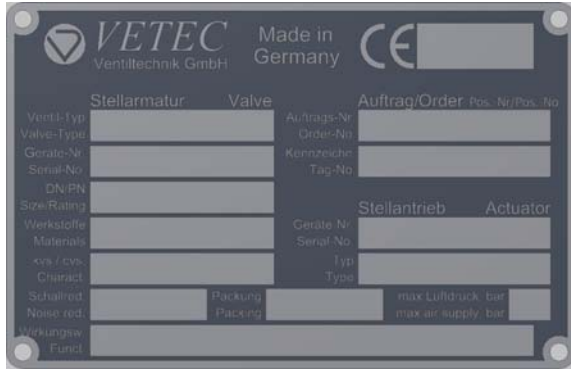 VETEC
Ventiltechnik GmbH
Made in
Germany
CE
Stellarmatur Valve
Ventil-Typ
Valve-Type
Geräte-Nr.
Serial-No.
DN/PN
Size/Rating
Werkstoffe
Materials
kvs / cvs.
Charact.
Schallred.
Noise red.
Packung
Packing
Wirkungsw.
Funct.
Auftrag/Order Pos.-Nr/Pos.-No
Auftrags-Nr
Order-No
Kennzeiche
Tag-No.
Stellantrieb Actuator
Geräte-Nr.
Serial-No.
Typ
Type
max Luftdruck bar
max air supply bar